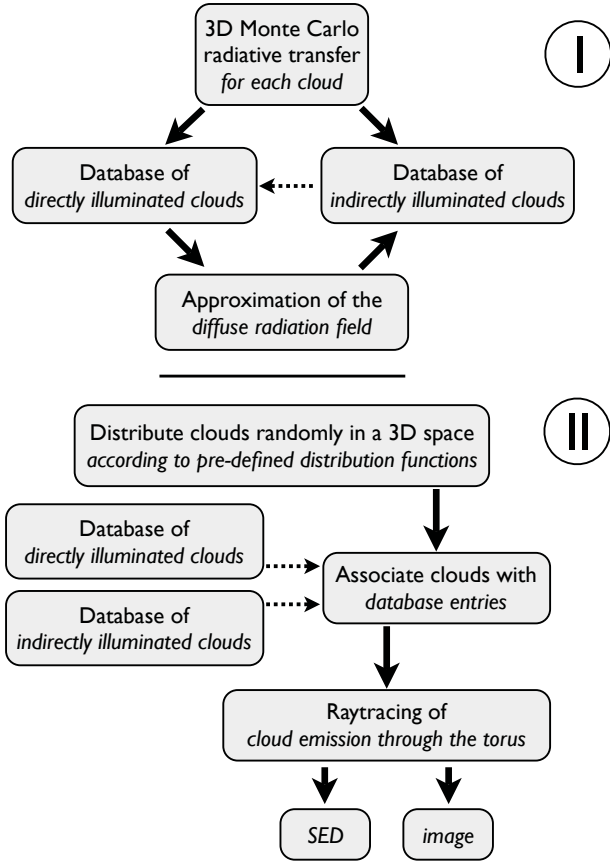 3D Monte Carlo
radiative transfer
for each cloud
I
Database of
directly illuminated clouds
Database of
indirectly illuminated clouds
Approximation of the
diffuse radiation field
II
Distribute clouds randomly in a 3D space
according to pre-defined distribution functions
Database of
directly illuminated clouds
Database of
indirectly illuminated clouds
Associate clouds with
database entries
Raytracing of
cloud emission through the torus
SED
image